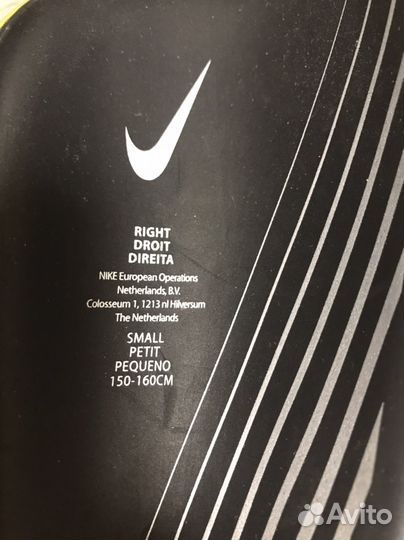 RIGHT
DROIT
DIREITA
NIKE European Operations
Netherlands, B.V.
Colosseum 1, 1213 nl Hilversum
The Netherlands
SMALL
PETIT
PEQUENO
150-160CM
Avito